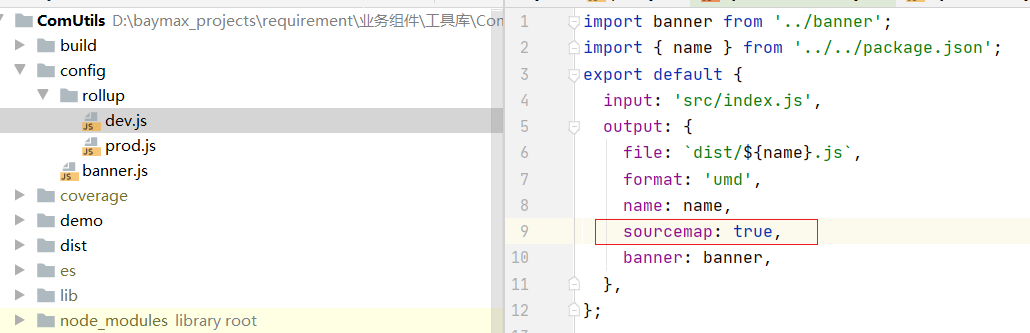 ComUtils D:\baymax_projects\requirement\业务组件\工具库\Com
build
config
rollup
dev.js
prod.js
banner.js
coverage
demo
dist
es
lib
node_modules library root
1 import banner from '../banner';
2 import { name } from '../../package.json';
3 export default {
4 input: 'src/index.js',
5 output: {
6 file: `dist/${name}.js`,
7 format: 'umd',
8 name: name,
9 sourcemap: true,
10 banner: banner,
11 },
12 };